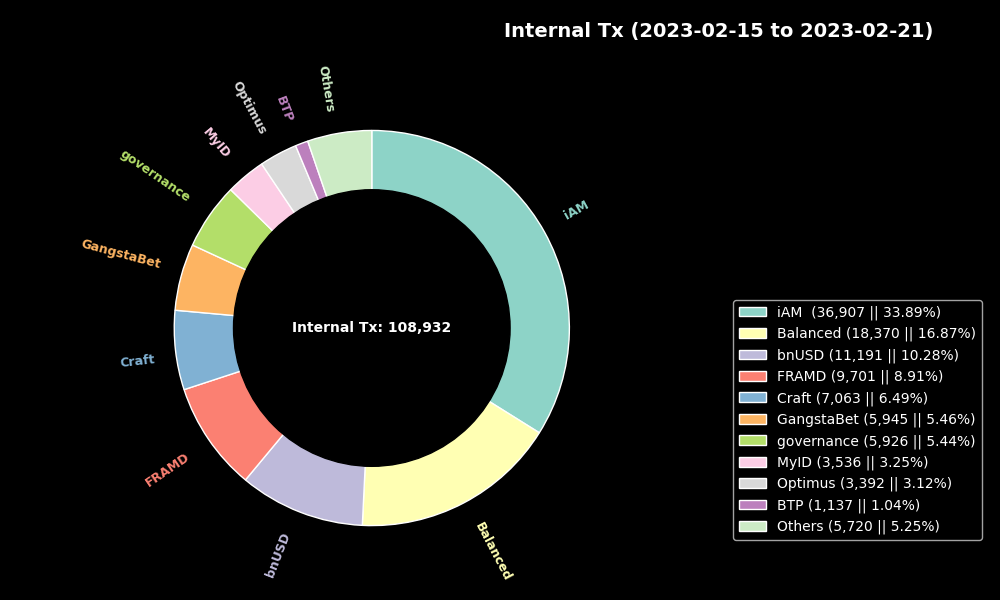 Internal Tx (2023-02-15 to 2023-02-21)
Others
BTP
Optimus
MyID
governance
iAM
GangstaBet
Internal Tx: 108,932
Craft
FRAMD
bnUSD
Balanced
iAM  (36,907 || 33.89%)
Balanced (18,370 || 16.87%)
bnUSD (11,191 || 10.28%)
FRAMD (9,701 || 8.91%)
Craft (7,063 || 6.49%)
GangstaBet (5,945 || 5.46%)
governance (5,926 || 5.44%)
MyID (3,536 || 3.25%)
Optimus (3,392 || 3.12%)
BTP (1,137 || 1.04%)
Others (5,720 || 5.25%)